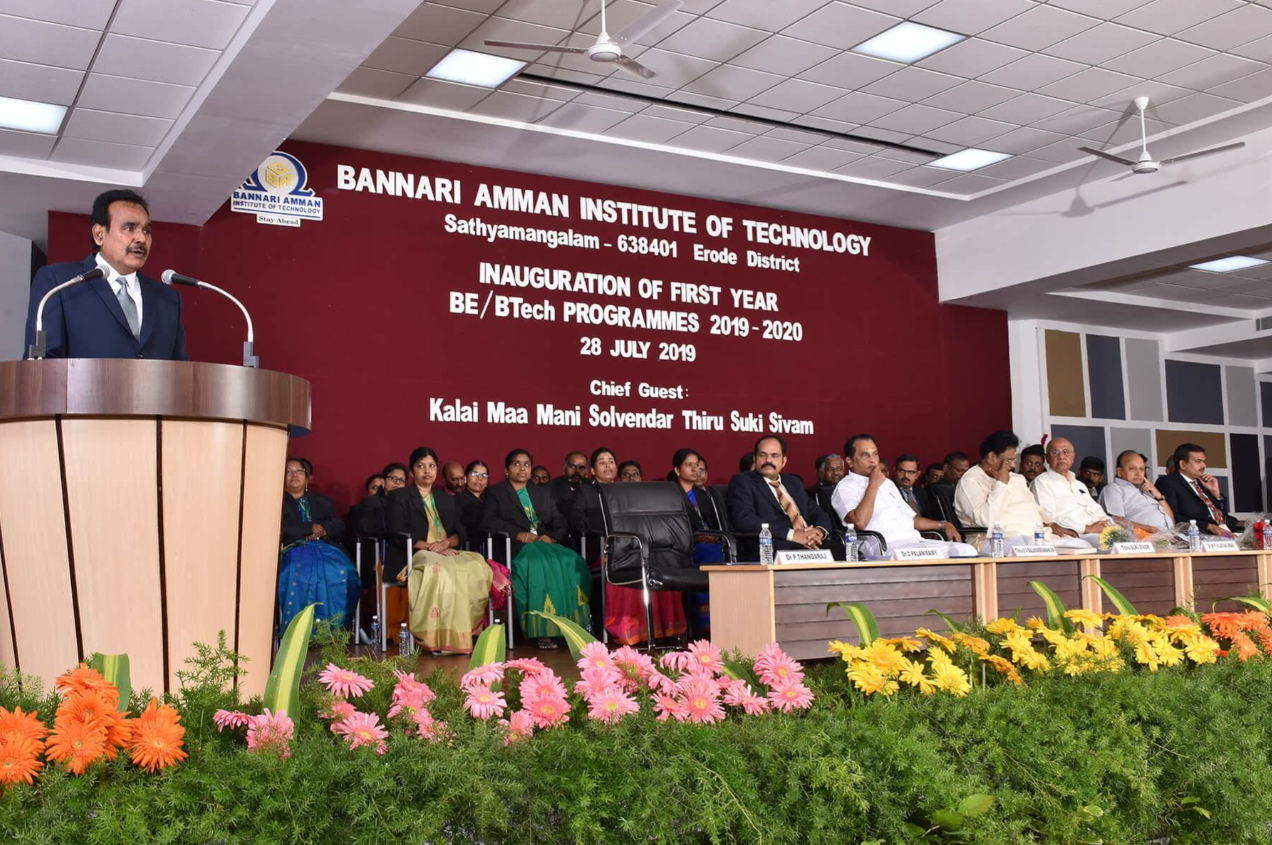 BANNARI AMMAN
INSTITUTE OF TECHNOLOGY
Stay Ahead
BANNARI AMMAN INSTITUTE OF TECHNOLOGY
Sathyamangalam - 638401 Erode District
INAUGURATION OF FIRST YEAR
BE/BTech PROGRAMMES 2019-2020
28 JULY 2019
Chief Guest:
Kalai Maa Mani Solvendar Thiru Suki Sivam
Dr P THANGARAJ
Dr C PALANISAMY